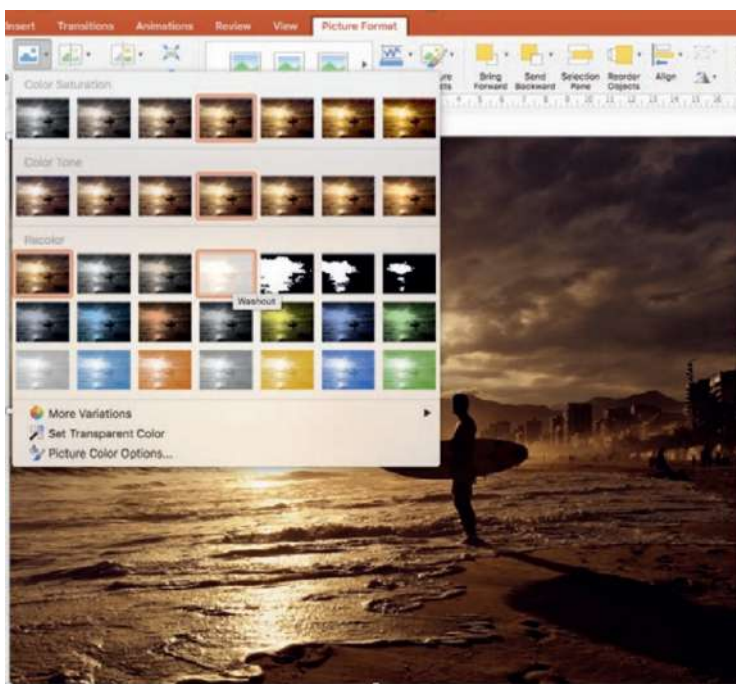 Insert Transitions Animations Review View Picture Format
Bring Forward Send Backward Selection Pane Reorder Objects Align
Color Saturation
Color Tone
Recolor
Washout
More Variations
Set Transparent Color
Picture Color Options...